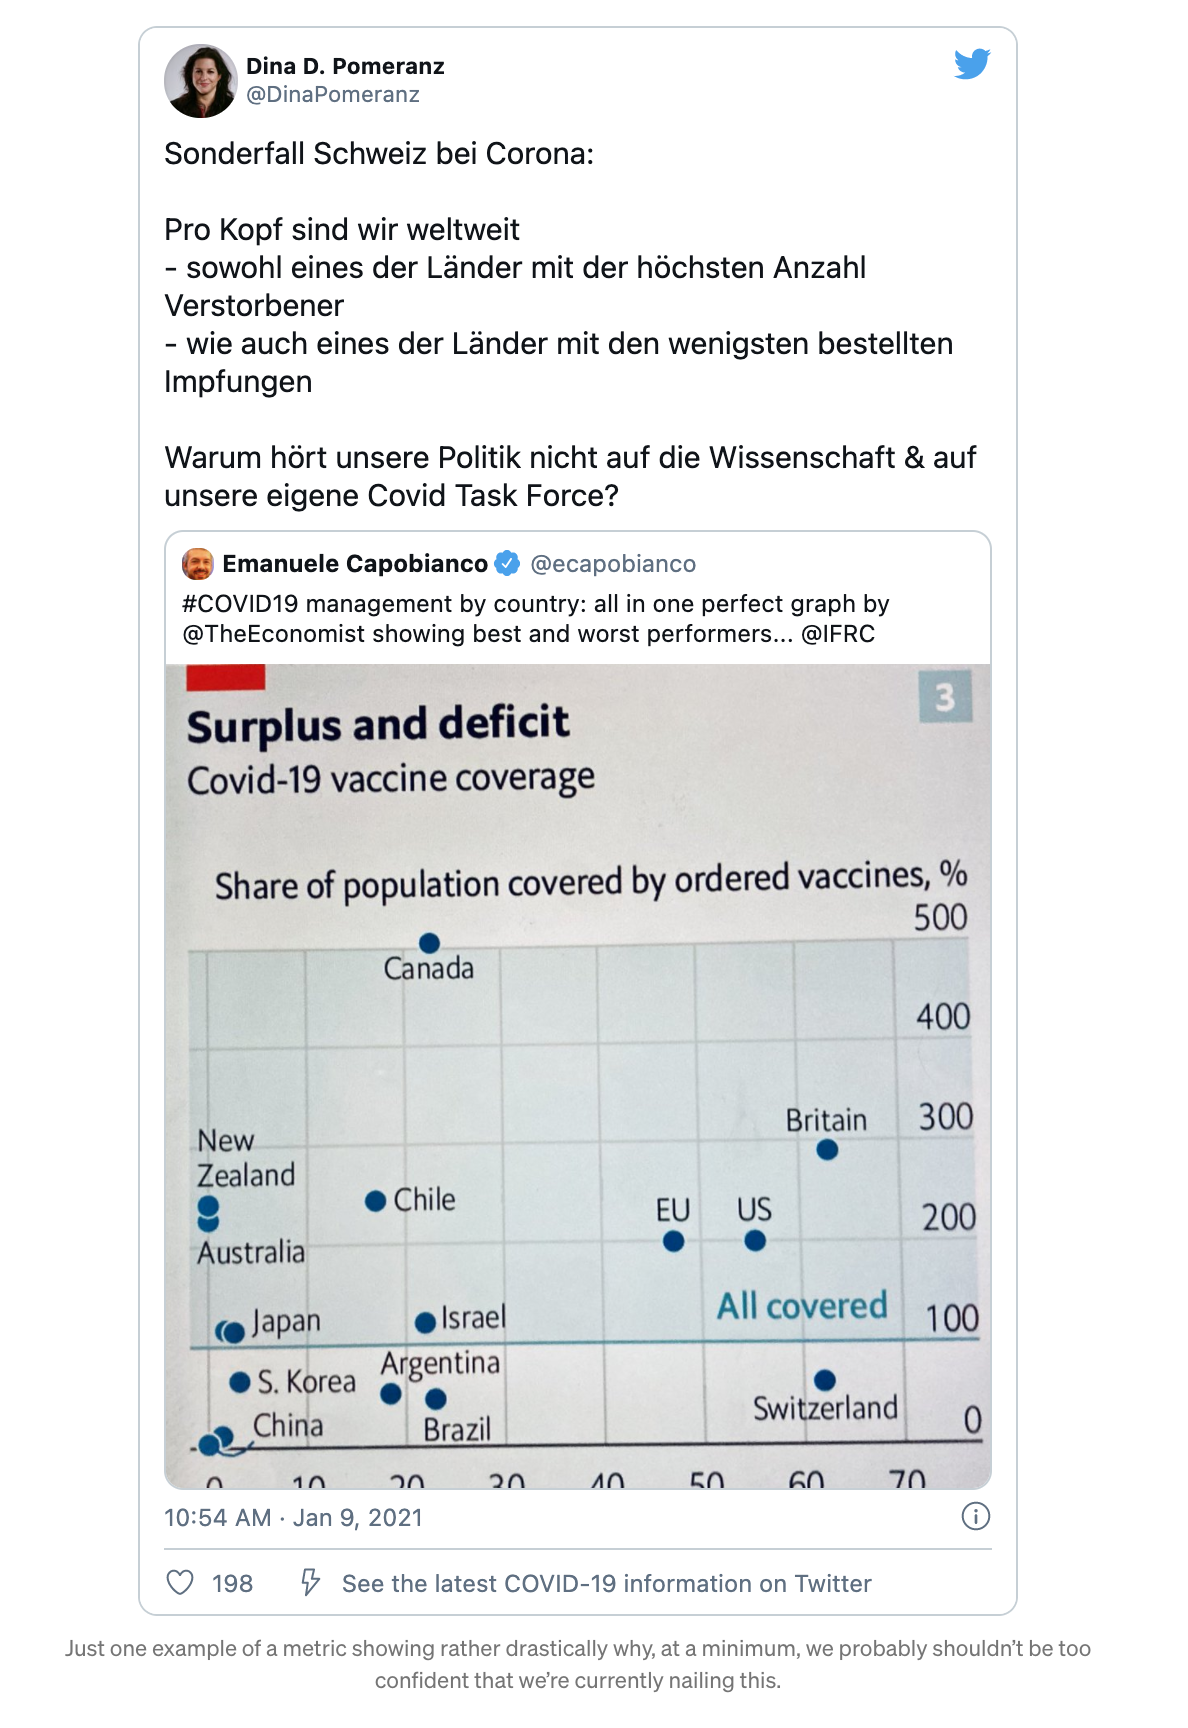 Dina D. Pomeranz
@DinaPomeranz
Sonderfall Schweiz bei Corona:
Pro Kopf sind wir weltweit
- sowohl eines der Länder mit der höchsten Anzahl
Verstorbener
- wie auch eines der Länder mit den wenigsten bestellten
Impfungen
Warum hört unsere Politik nicht auf die Wissenschaft & auf
unsere eigene Covid Task Force?
Emanuele Capobianco @ecapobianco
#COVID19 management by country: all in one perfect graph by
@TheEconomist showing best and worst performers... @IFRC
3
Surplus and deficit
Covid-19 vaccine coverage
Share of population covered by ordered vaccines, %
500
Canada
400
Britain 300
New
Zealand
Chile
EU US 200
Australia
All covered 100
Japan Israel
Argentina
S. Korea
Switzerland 0
China Brazil
0 10 20 30 40 50 60 70
10:54 AM · Jan 9, 2021
198 See the latest COVID-19 information on Twitter
Just one example of a metric showing rather drastically why, at a minimum, we probably shouldn't be too
confident that we're currently nailing this.